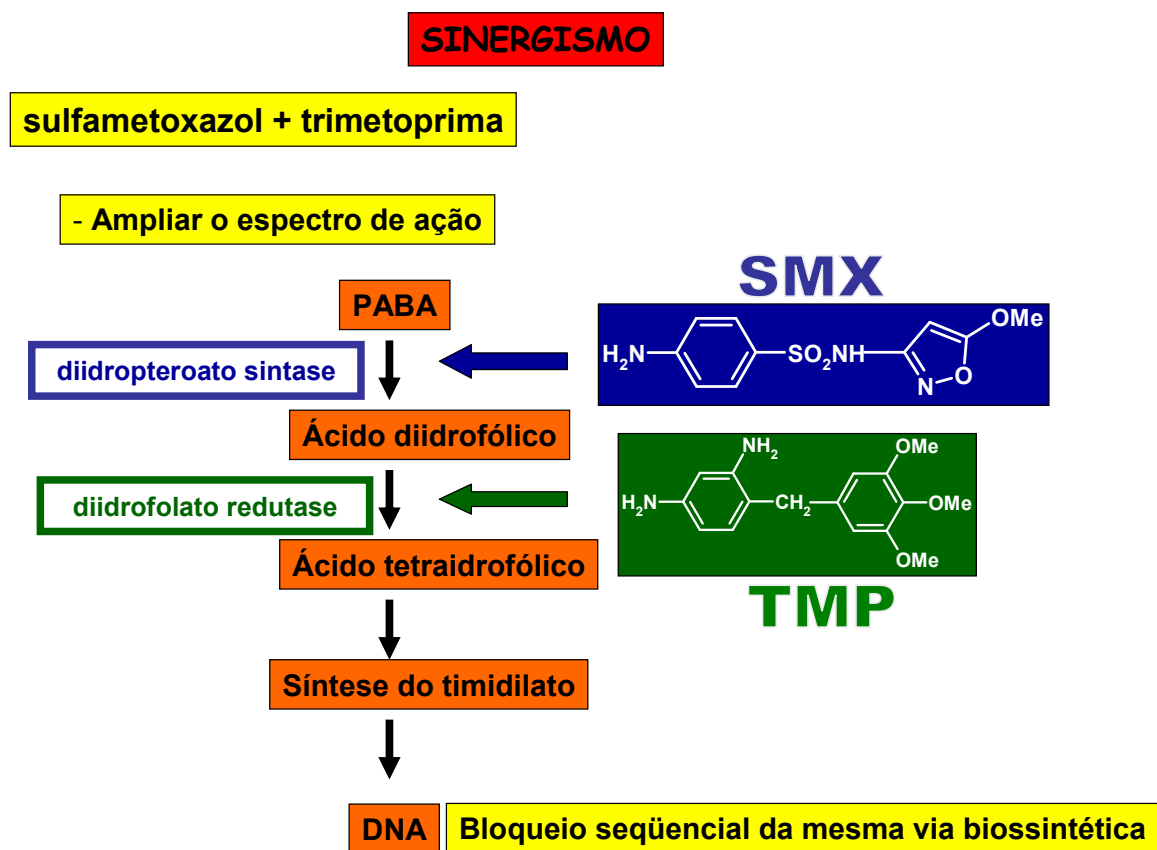 SINERGISMO
sulfametoxazol + trimetoprima
- Ampliar o espectro de ação
SMX
PABA
OMe
H₂N
SO₂NH
N
O
diidropteroato sintase
Ácido diidrofólico
NH₂
OMe
H₂N
CH₂
OMe
OMe
diidrofolato redutase
Ácido tetraidrofólico
TMP
Síntese do timidilato
DNA
Bloqueio seqüencial da mesma via biossintética